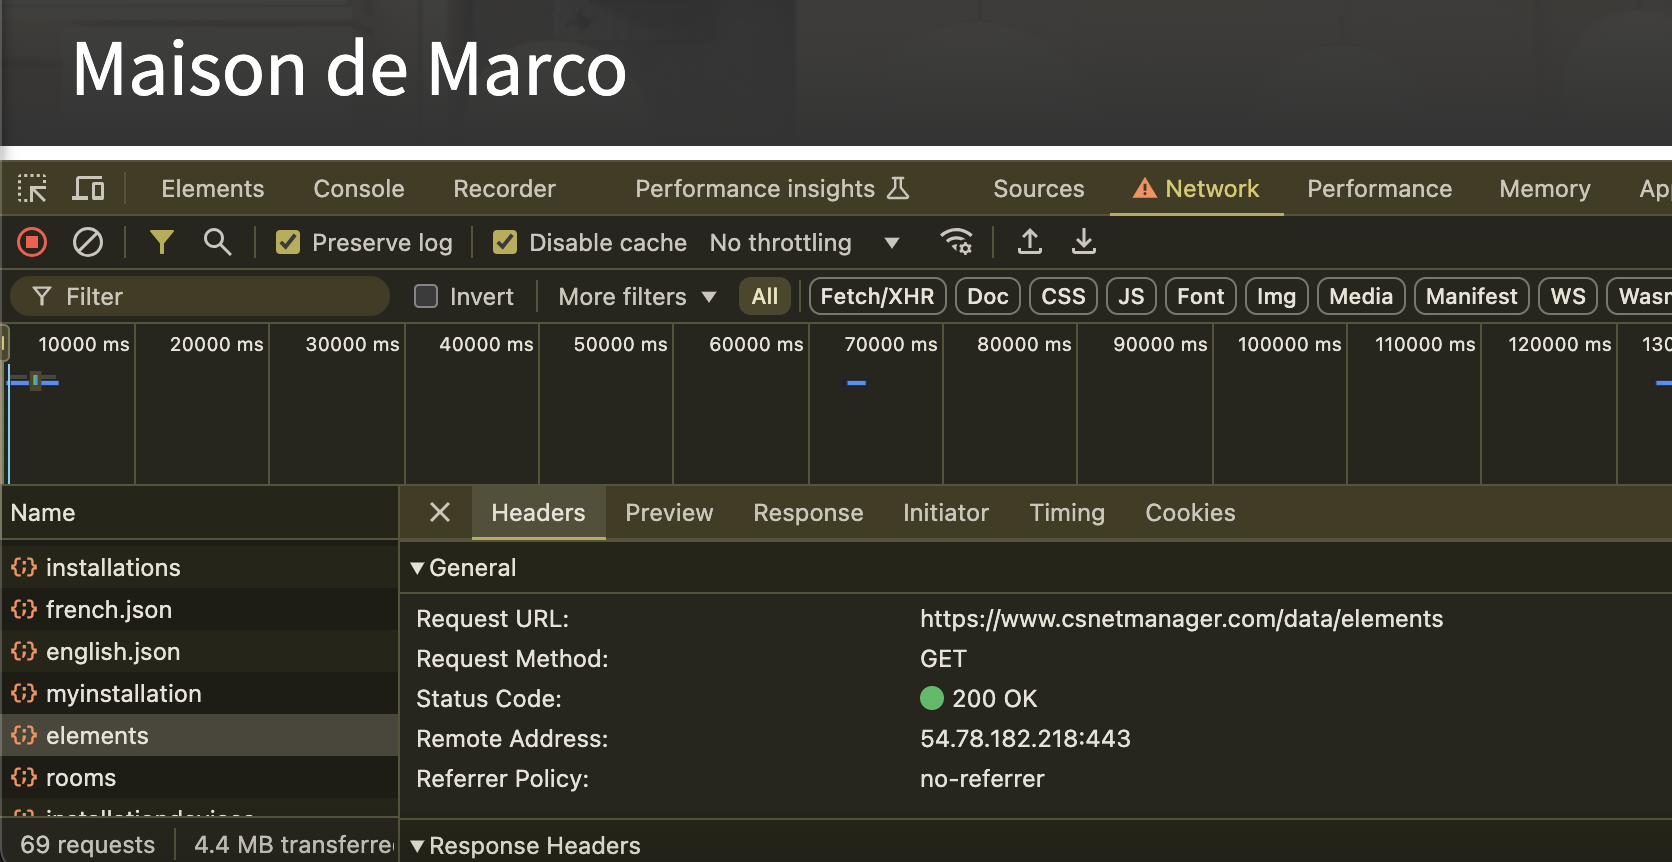 Maison de Marco
Elements Console Recorder Performance insights Sources Network Performance Memory
Preserve log Disable cache No throttling
Filter Invert More filters All Fetch/XHR Doc CSS JS Font Img Media Manifest WS
10000 ms 20000 ms 30000 ms 40000 ms 50000 ms 60000 ms 70000 ms 80000 ms 90000 ms 100000 ms 110000 ms 120000 ms
Name Headers Preview Response Initiator Timing Cookies
installations
french.json
english.json
myinstallation
elements
rooms
69 requests 4.4 MB
General
Request URL: https://www.csnetmanager.com/data/elements
Request Method: GET
Status Code: 200 OK
Remote Address: 54.78.182.218:443
Referrer Policy: no-referrer
Response Headers